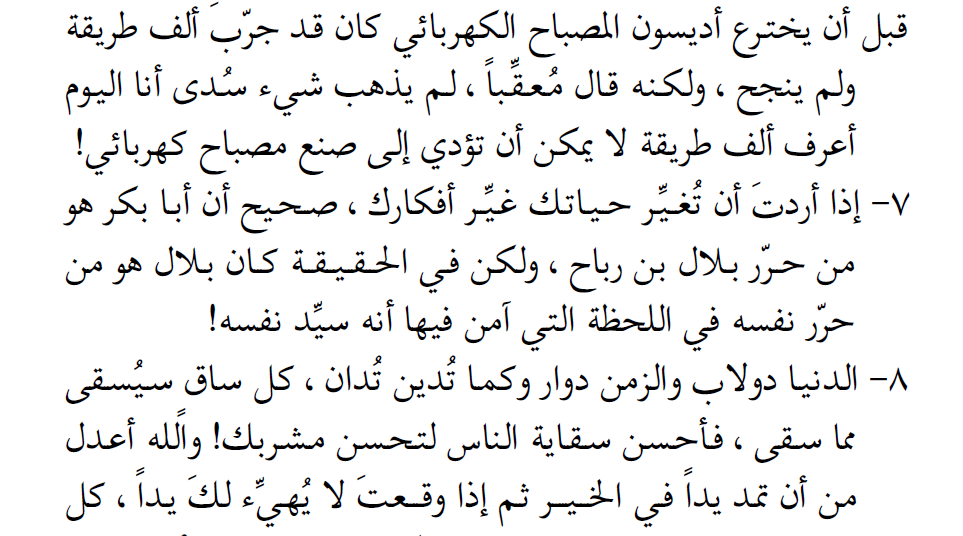 قبل أن يخترع أديسون المصباح الكهربائي كان قد جرّبَ ألف طريقة
ولم ينجح ، ولكنه قال مُعقِّباً ، لم يذهب شيء سُدى أنا اليوم
أعرف ألف طريقة لا يمكن أن تؤدي إلى صنع مصباح كهربائي!
٧- إذا أردتَ أن تُغيِّر حياتك غيِّر أفكارك ، صحيح أن أبا بكر هو
من حرّر بلال بن رباح ، ولكن في الحقيقة كان بلال هو من
حرّر نفسه في اللحظة التي آمن فيها أنه سيِّد نفسه!
٨- الدنيا دولاب والزمن دوار وكما تُدين تُدان ، كل ساق سيُسقى
مما سقى ، فأحسن سقاية الناس لتحسن مشربك! والله أعدل
من أن تمد يداً في الخير ثم إذا وقعتَ لا يُهيِّء لكَ يداً ، كل